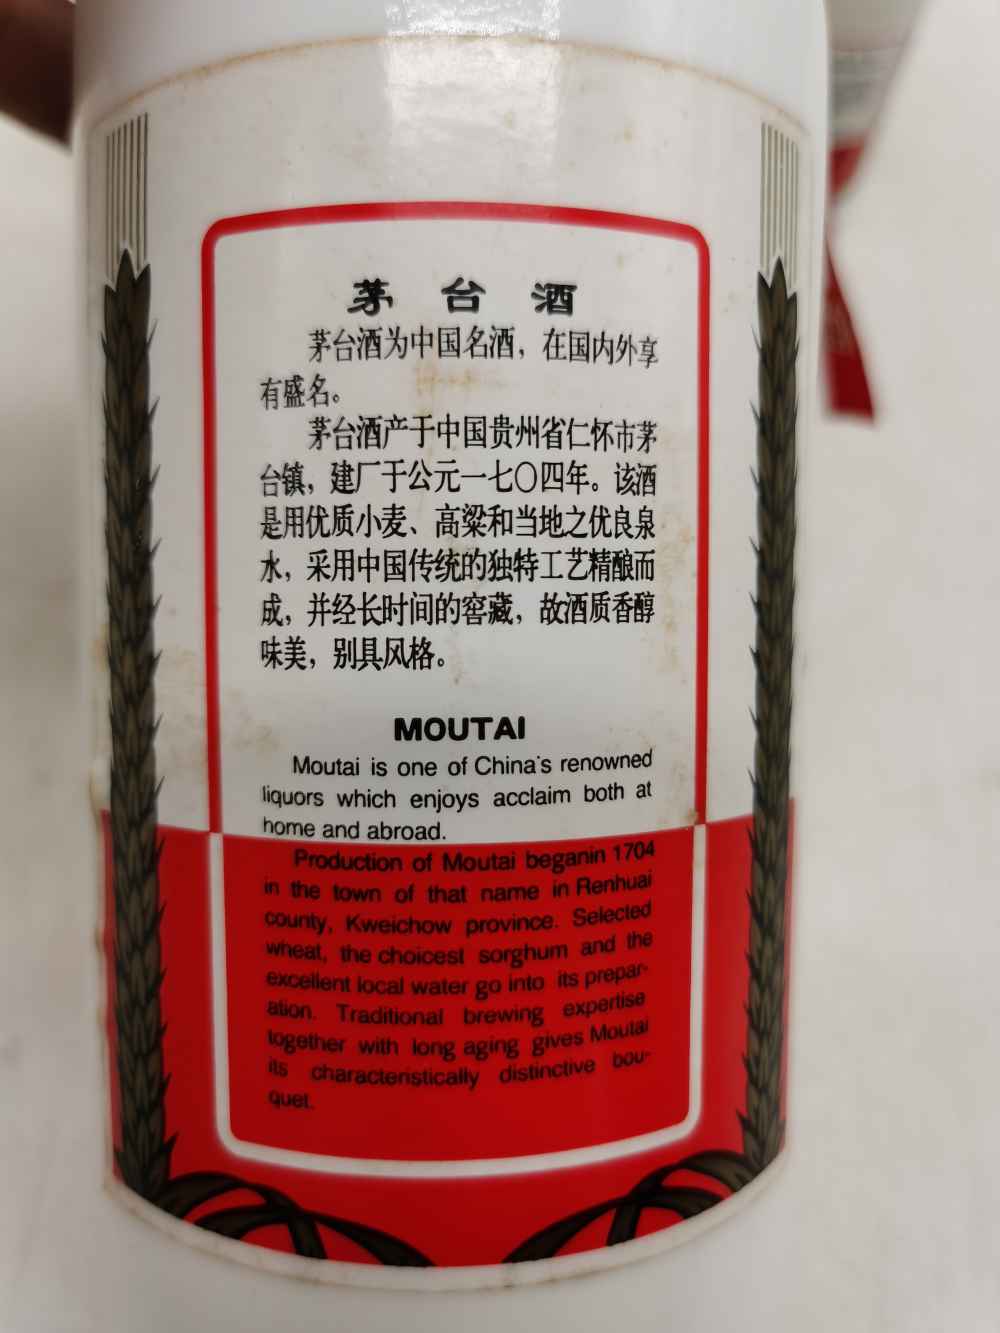 茅台酒
茅台酒为中国名酒，在国内外享
有盛名。
茅台酒产于中国贵州省仁怀市茅
台镇，建厂于公元一七〇四年。该酒
是用优质小麦、高粱和当地之优良泉
水，采用中国传统的独特工艺精酿而
成，并经长时间的窖藏，故酒质香醇
味美，别具风格。
MOUTAI
Moutai is one of China's renowned
liquors which enjoys acclaim both at
home and abroad.
Production of Moutai beganin 1704
in the town of that name in Renhuai
county, Kweichow province. Selected
wheat, the choicest sorghum and the
excellent local water go into its prepar-
ation. Traditional brewing expertise
together with long aging gives Moutai
its characteristically distinctive bou-
quet.